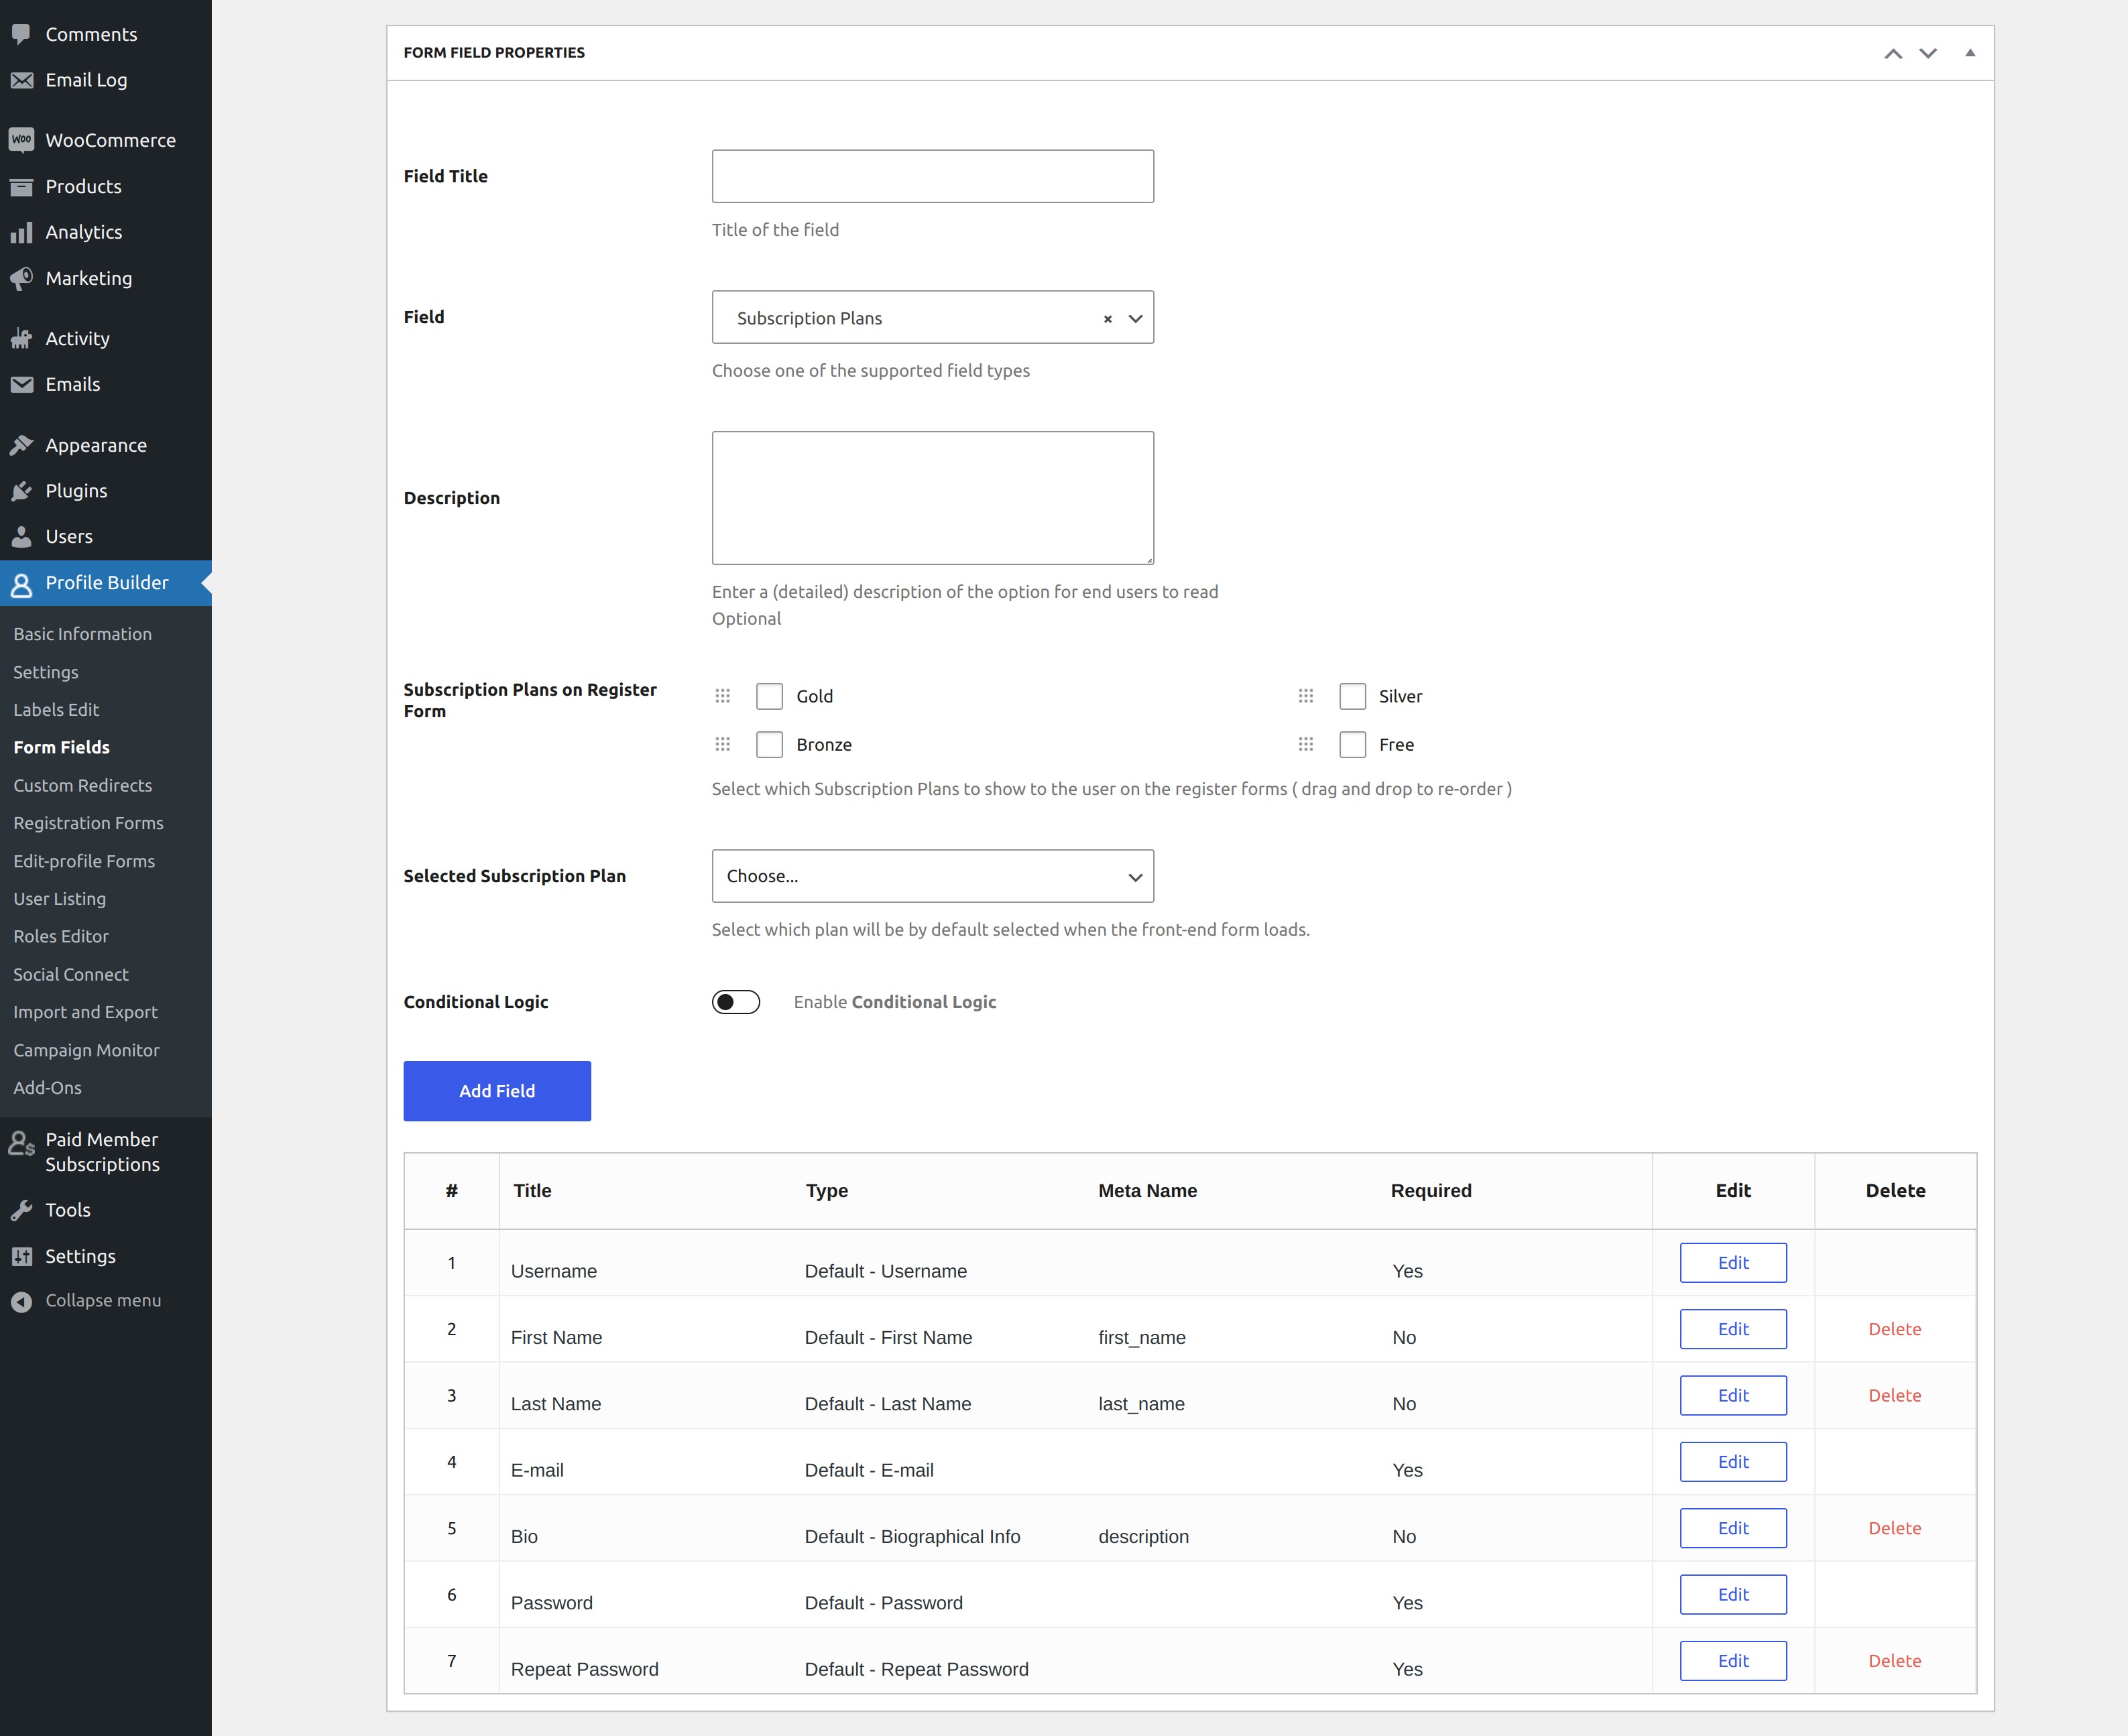 Comments
Email Log
WOO
WooCommerce
Products
Analytics
Marketing
Activity
Emails
Appearance
Plugins
Users
Profile Builder
Basic Information
Settings
Labels Edit
Form Fields
Custom Redirects
Registration Forms
Edit-profile Forms
User Listing
Roles Editor
Social Connect
Import and Export
Campaign Monitor
Add-Ons
Paid Member
Subscriptions
Tools
Settings
Collapse menu
FORM FIELD PROPERTIES
Field Title
Title of the field
Field
Subscription Plans ×
Choose one of the supported field types
Description
Enter a (detailed) description of the option for end users to read
Optional
Subscription Plans on Register
Form
Gold Silver
Bronze Free
Select which Subscription Plans to show to the user on the register forms ( drag and drop to re-order )
Selected Subscription Plan
Choose...
Select which plan will be by default selected when the front-end form loads.
Conditional Logic
Enable Conditional Logic
Add Field
# Title Type Meta Name Required Edit Delete
1 Username Default - Username Yes Edit
2 First Name Default - First Name first_name No Edit Delete
3 Last Name Default - Last Name last_name No Edit Delete
4 E-mail Default - E-mail Yes Edit
5 Bio Default - Biographical Info description No Edit Delete
6 Password Default - Password Yes Edit
7 Repeat Password Default - Repeat Password Yes Edit Delete